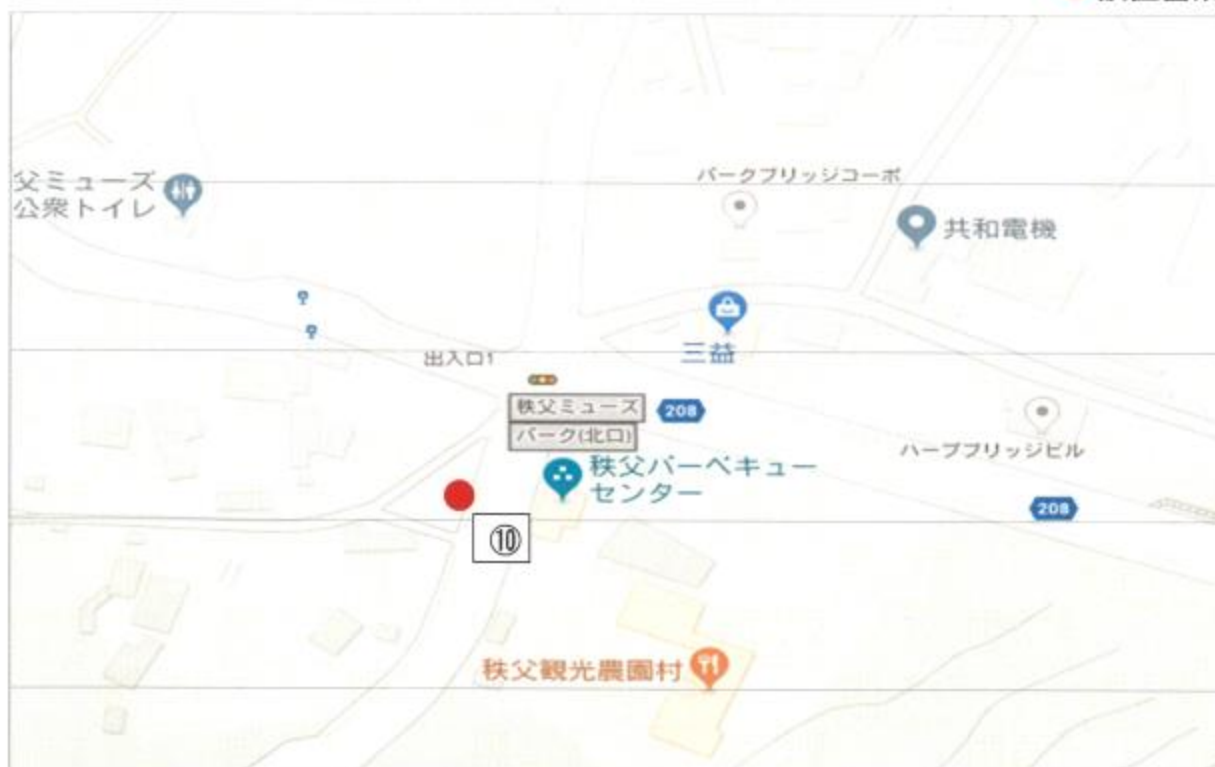 父ミューズ
公衆トイレ
パークブリッジコーポ
共和電機
三益
出入口1
秩父ミューズ
パーク(北口)
208
ハープブリッジビル
秩父バーベキュー
センター
208
⑩
秩父観光農園村